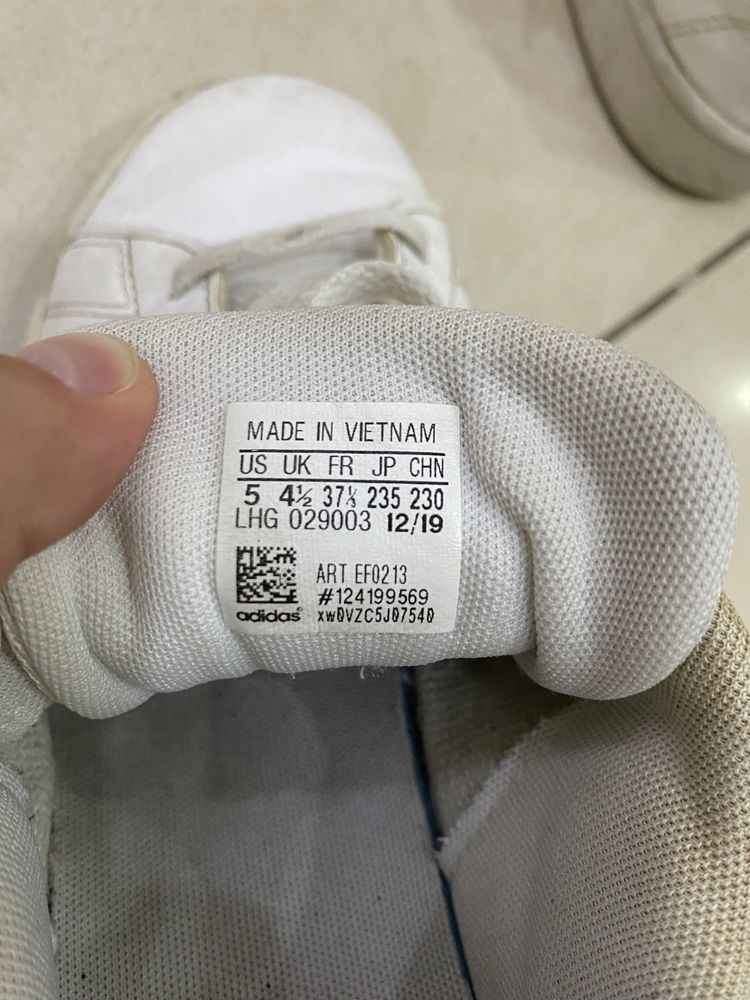 MADE IN VIETNAM
US UK FR JP CHN
5 4½ 37⅓ 235 230
LHG 029003 12/19
ART EF0213
#124199569
adidas xw0VZC5J07540